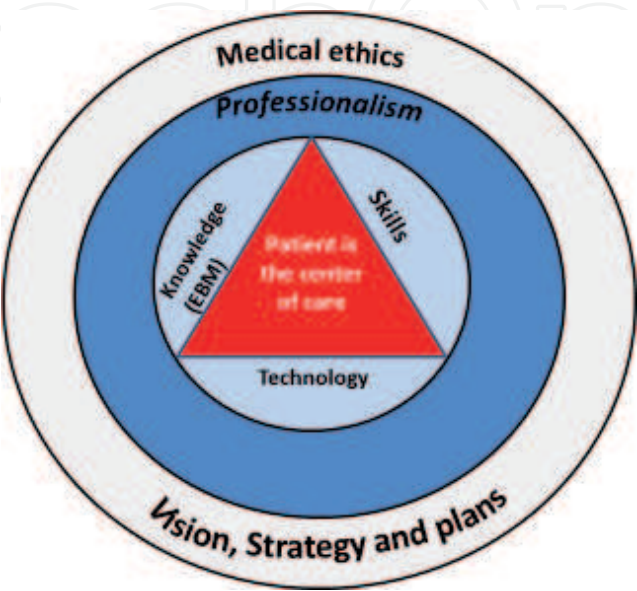 Medical ethics
Professionalism
Knowledge
(EBM)
Skills
Patient is
the center
of care
Technology
Vision, Strategy and plans